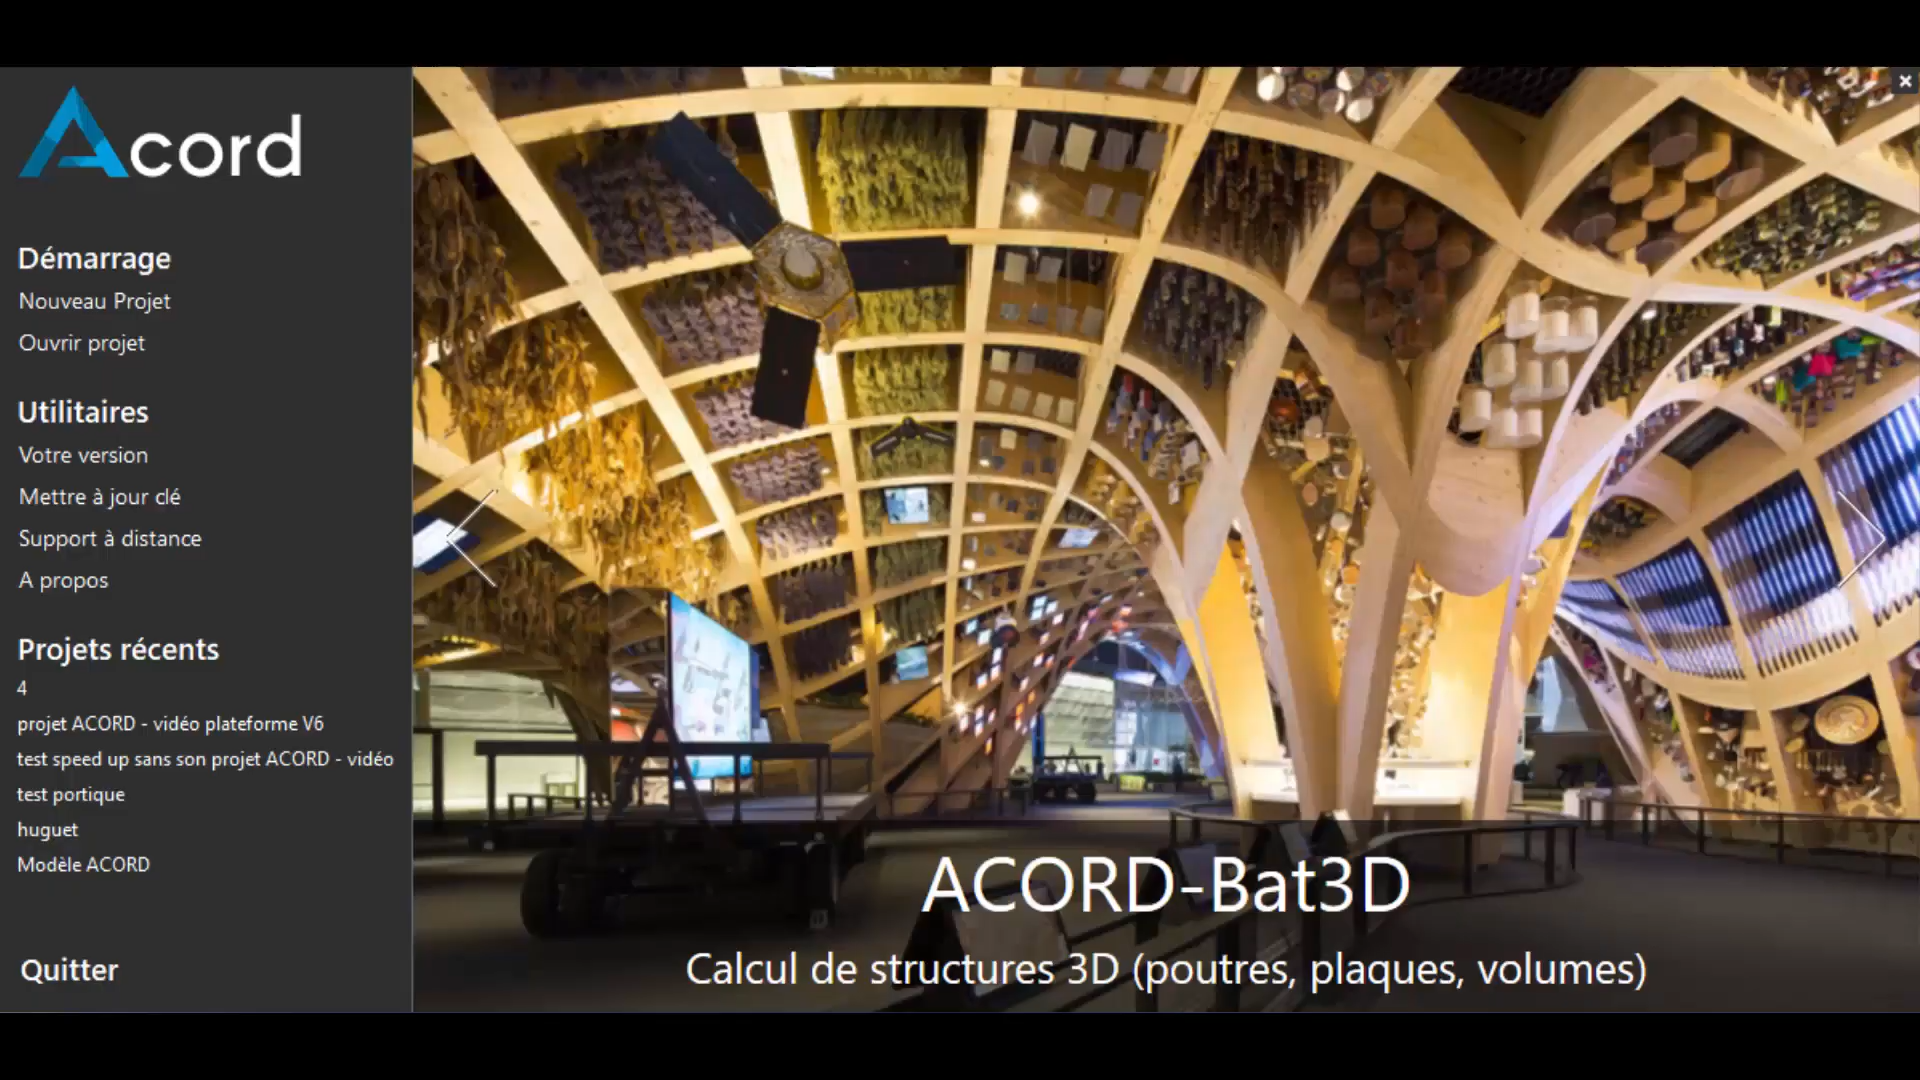 Acord
Démarrage
Nouveau Projet
Ouvrir projet
Utilitaires
Votre version
Mettre à jour clé
Support à distance
A propos
Projets récents
4
projet ACORD - vidéo plateforme V6
test speed up sans son projet ACORD - vidéo
test portique
huguet
Modèle ACORD
Quitter
ACORD-Bat3D
Calcul de structures 3D (poutres, plaques, volumes)